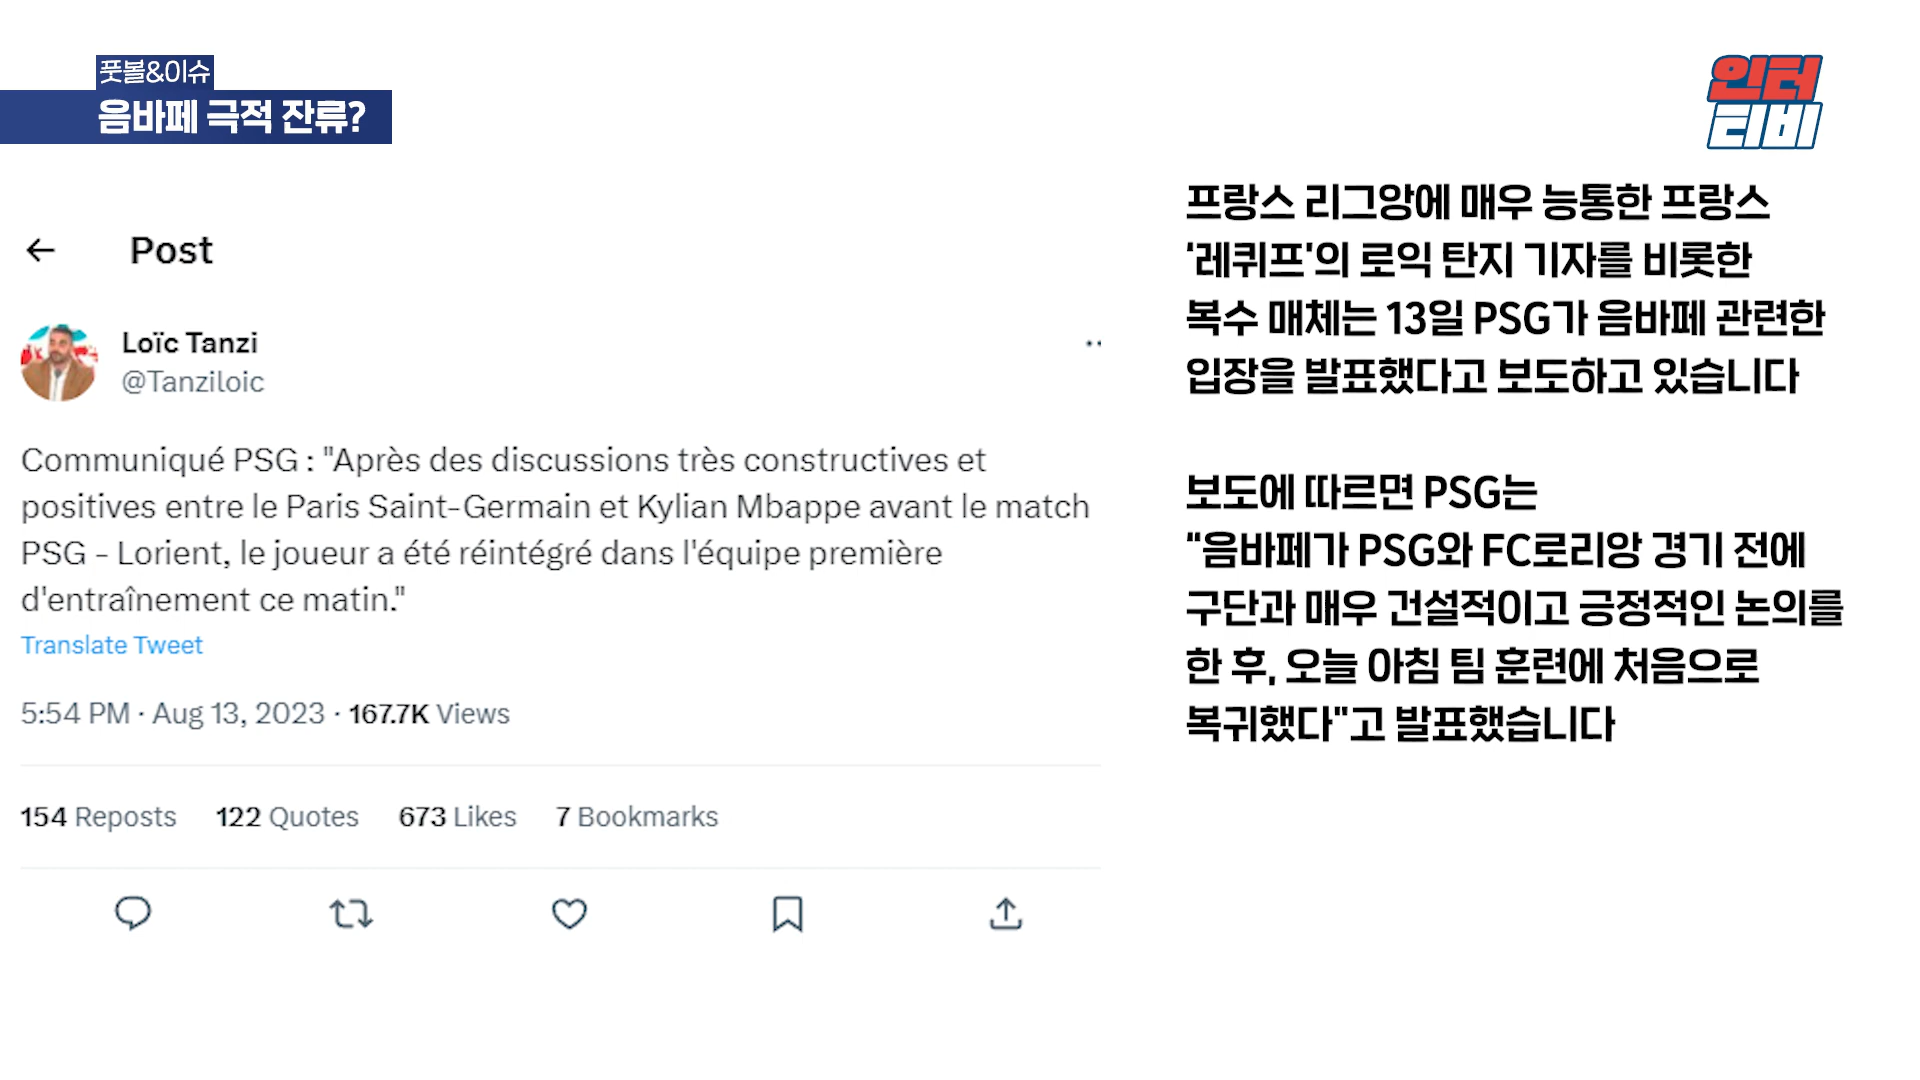 풋볼&이슈
음바페 극적 잔류?
인터
티비
Post
Loïc Tanzi
@Tanziloic
Communiqué PSG : "Après des discussions très constructives et
positives entre le Paris Saint-Germain et Kylian Mbappe avant le match
PSG - Lorient, le joueur a été réintégré dans l'équipe première
d'entraînement ce matin."
Translate Tweet
5:54 PM · Aug 13, 2023 · 167.7K Views
154 Reposts 122 Quotes 673 Likes 7 Bookmarks
프랑스 리그앙에 매우 능통한 프랑스
‘레퀴프'의 로익 탄지 기자를 비롯한
복수 매체는 13일 PSG가 음바페 관련한
입장을 발표했다고 보도하고 있습니다
보도에 따르면 PSG는
“음바페가 PSG와 FC로리앙 경기 전에
구단과 매우 건설적이고 긍정적인 논의를
한 후, 오늘 아침 팀 훈련에 처음으로
복귀했다"고 발표했습니다